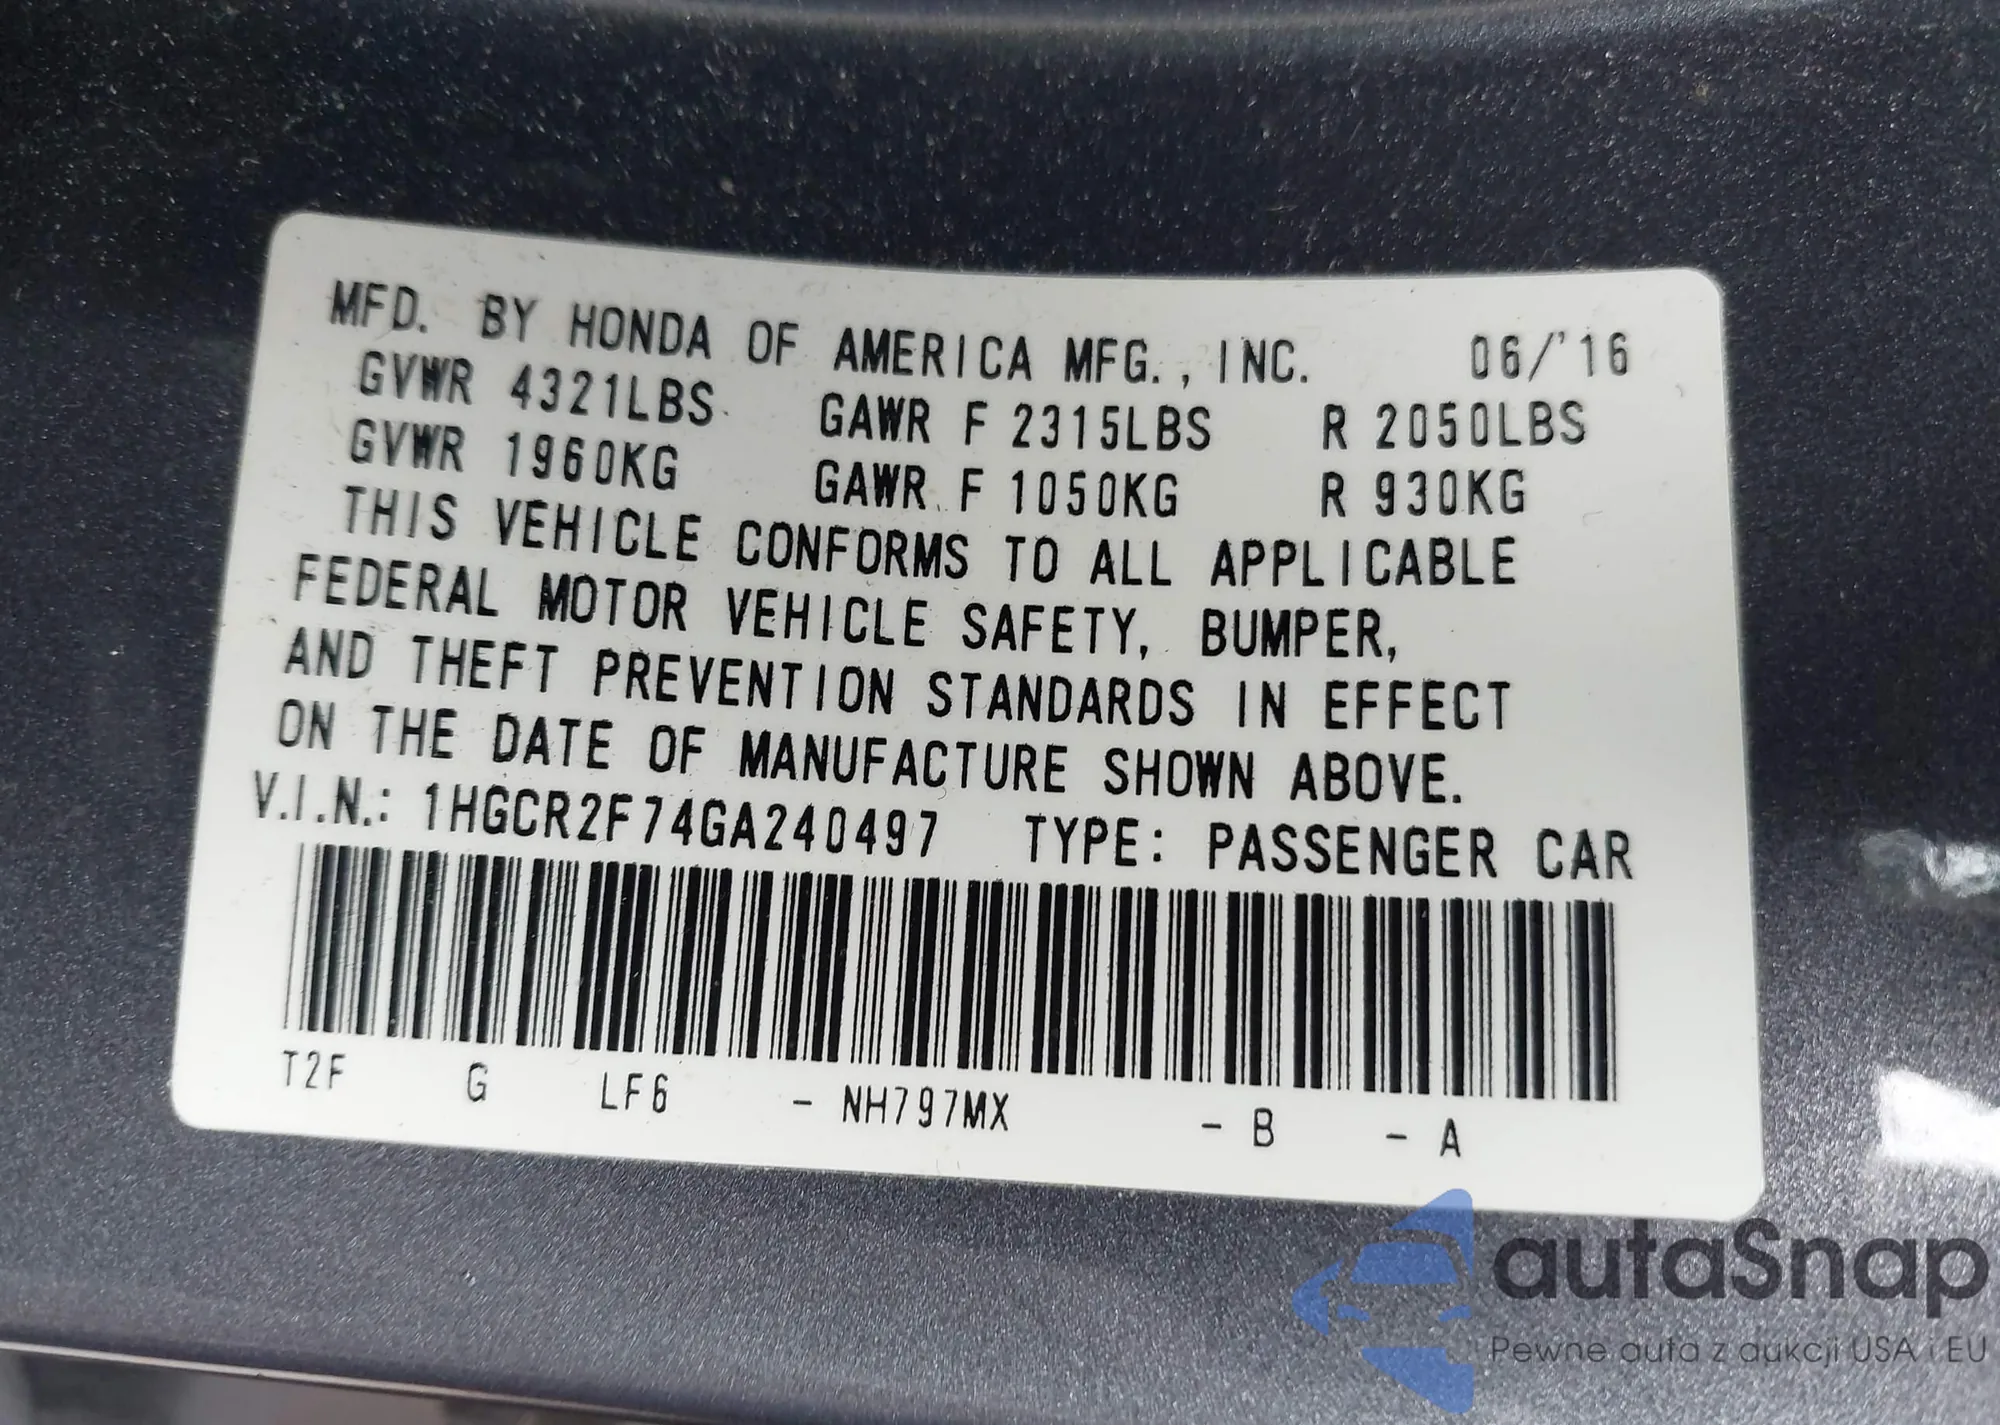 MFD. BY HONDA OF AMERICA MFG., INC. 06/'16
GVWR 4321LBS GAWR F 2315LBS R 2050LBS
GVWR 1960KG GAWR F 1050KG R 930KG
THIS VEHICLE CONFORMS TO ALL APPLICABLE
FEDERAL MOTOR VEHICLE SAFETY, BUMPER,
AND THEFT PREVENTION STANDARDS IN EFFECT
ON THE DATE OF MANUFACTURE SHOWN ABOVE.
V.I.N.: 1HGCR2F74GA240497 TYPE: PASSENGER CAR
T2F G LF6 - NH797MX - B - A
autaSnap
Pewne auta z aukcji USA i EU